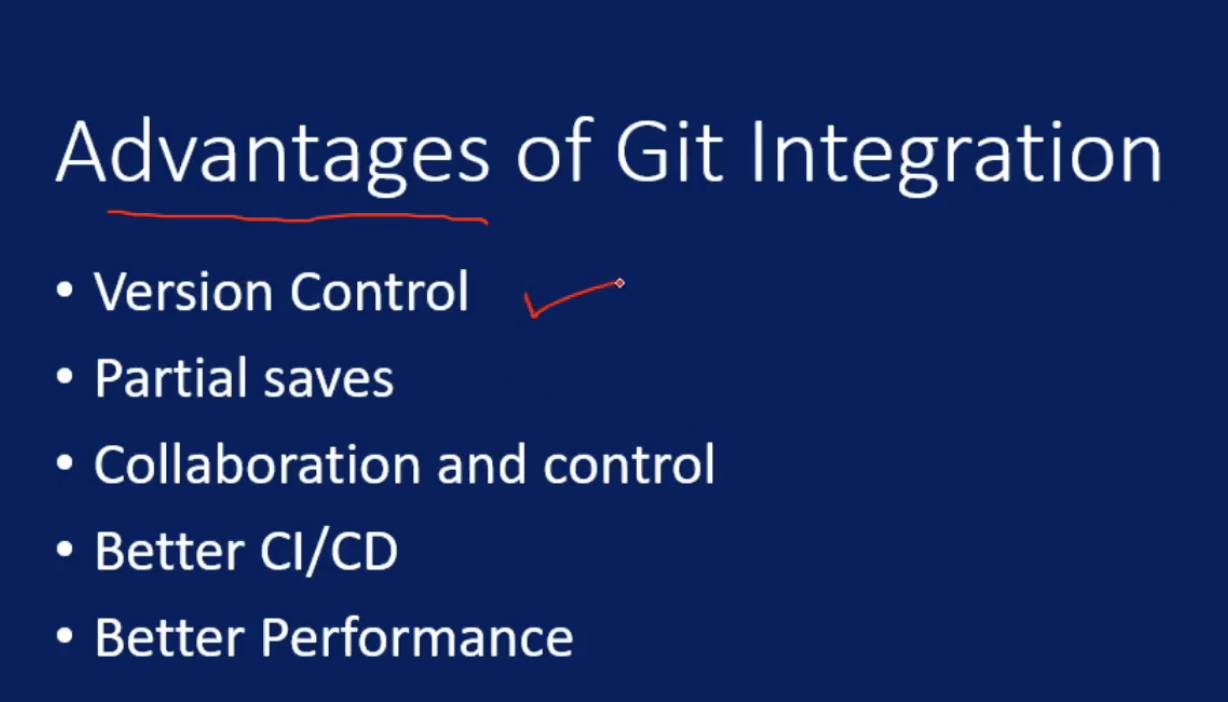 Advantages of Git Integration
• Version Control
• Partial saves
• Collaboration and control
• Better CI/CD
• Better Performance